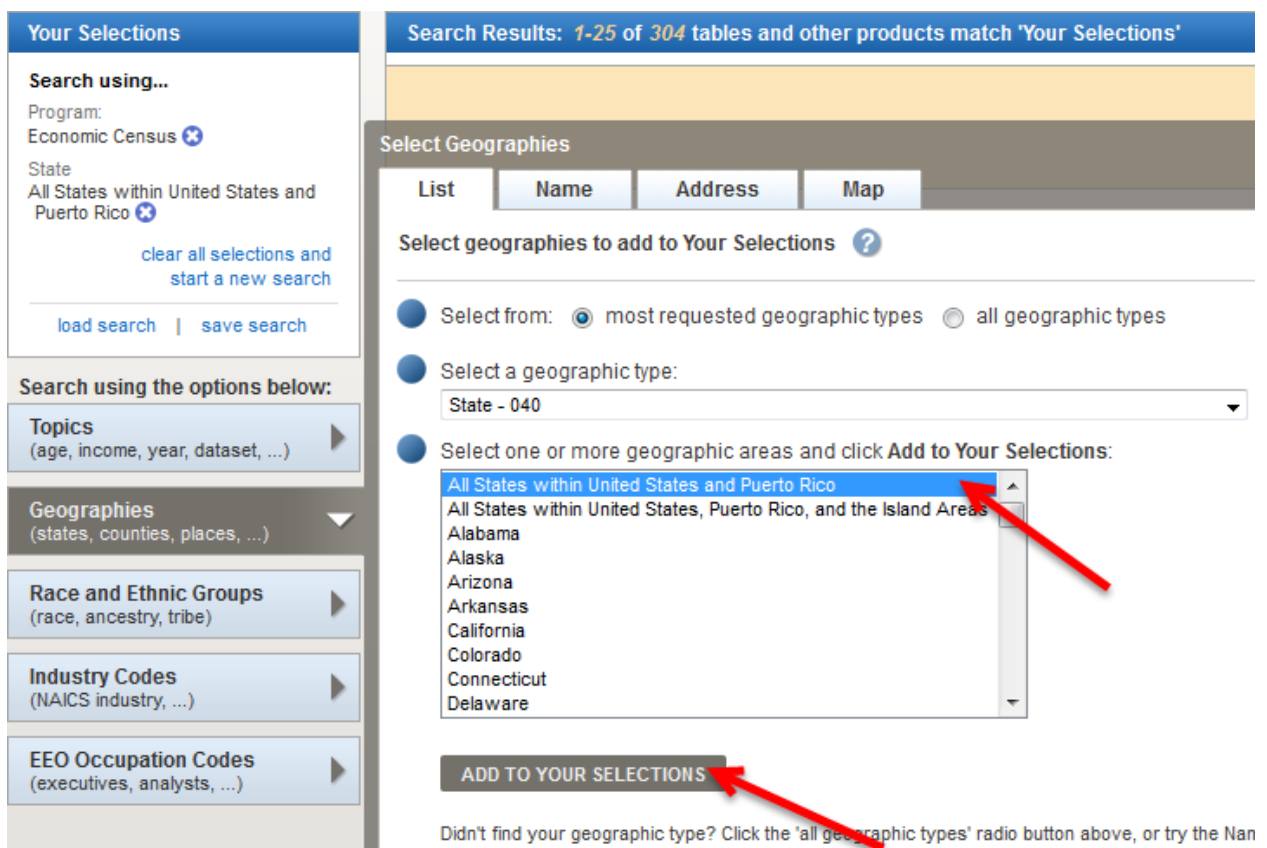 Your Selections
Search using...
Program:
Economic Census
State
All States within United States and
Puerto Rico
clear all selections and
start a new search
load search | save search
Search using the options below:
Topics
(age, income, year, dataset, ...)
Geographies
(states, counties, places, ...)
Race and Ethnic Groups
(race, ancestry, tribe)
Industry Codes
(NAICS industry, ...)
EEO Occupation Codes
(executives, analysts, ...)
Search Results: 1-25 of 304 tables and other products match 'Your Selections'
Select Geographies
List Name Address Map
Select geographies to add to Your Selections ?
Select from: most requested geographic types all geographic types
Select a geographic type:
State - 040
Select one or more geographic areas and click Add to Your Selections:
All States within United States and Puerto Rico
All States within United States, Puerto Rico, and the Island Areas
Alabama
Alaska
Arizona
Arkansas
California
Colorado
Connecticut
Delaware
ADD TO YOUR SELECTIONS
Didn't find your geographic type? Click the 'all geographic types' radio button above, or try the Nam